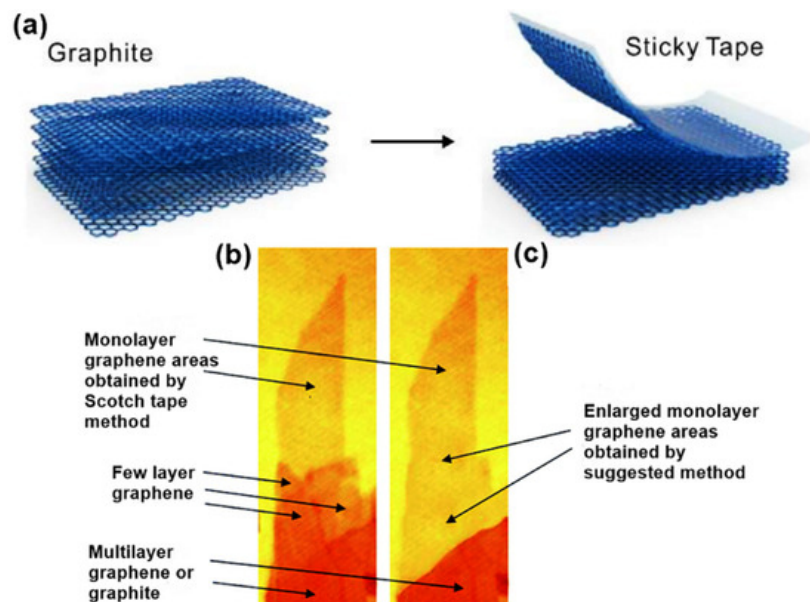 (a)
Graphite
Sticky Tape
(b)
(c)
Monolayer
graphene areas
obtained by
Scotch tape
method
Few layer
graphene
Multilayer
graphene or
graphite
Enlarged monolayer
graphene areas
obtained by
suggested method